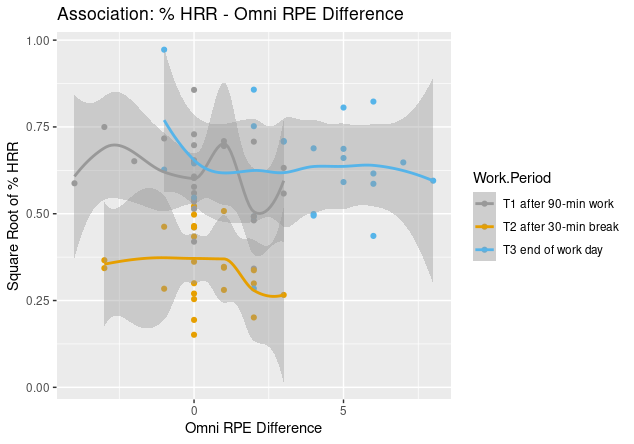 Association: % HRR - Omni RPE Difference
Square Root of % HRR
1.00
0.75
0.50
0.25
0.00
0
5
Omni RPE Difference
Work.Period
T1 after 90-min work
T2 after 30-min break
T3 end of work day